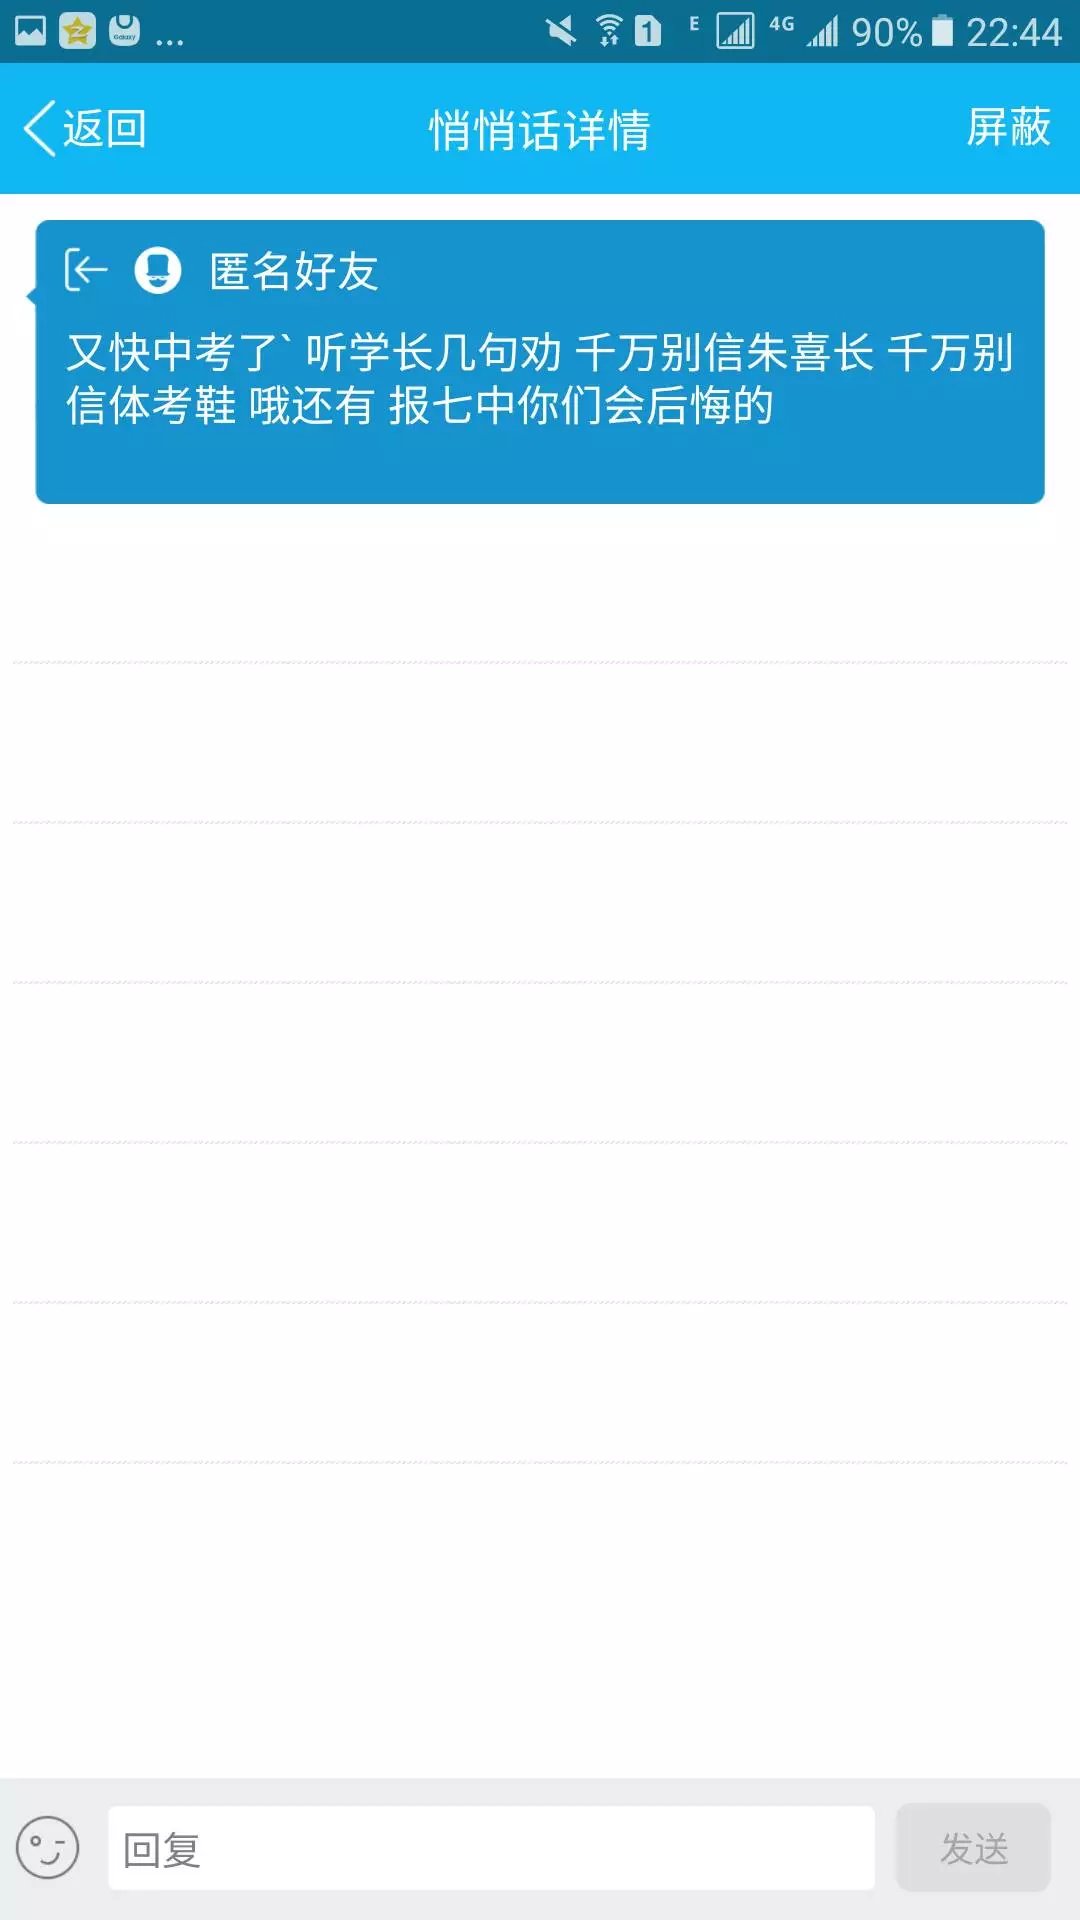 ... 1 E 4G 90% 22:44
返回 悄悄话详情 屏蔽
匿名好友
又快中考了` 听学长几句劝 千万别信朱喜长 千万别
信体考鞋 哦还有 报七中你们会后悔的
回复 发送